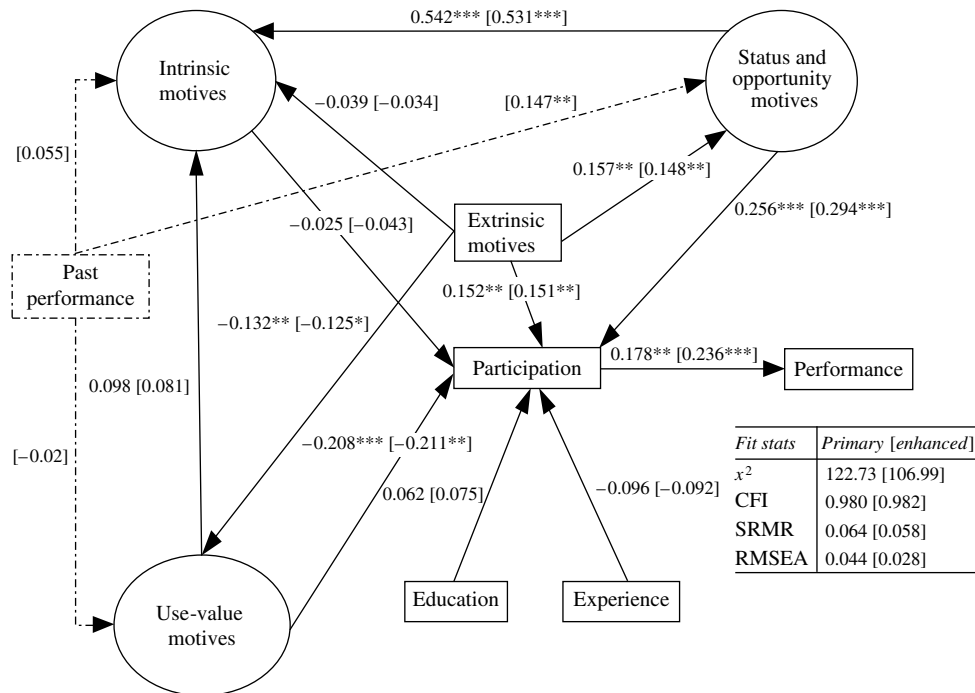 0.542*** [0.531***]
Intrinsic
motives
Status and
opportunity
motives
−0.039 [−0.034]
[0.147**]
[0.055]
0.157** [0.148**]
−0.025 [−0.043]
Extrinsic
motives
0.256*** [0.294***]
Past
performance
0.152** [0.151**]
−0.132** [−0.125*]
Participation
0.178** [0.236***]
Performance
0.098 [0.081]
−0.208*** [−0.211**]
[−0.02]
0.062 [0.075]
−0.096 [−0.092]
Fit stats Primary [enhanced]
x² 122.73 [106.99]
CFI 0.980 [0.982]
SRMR 0.064 [0.058]
RMSEA 0.044 [0.028]
Education
Experience
Use-value
motives